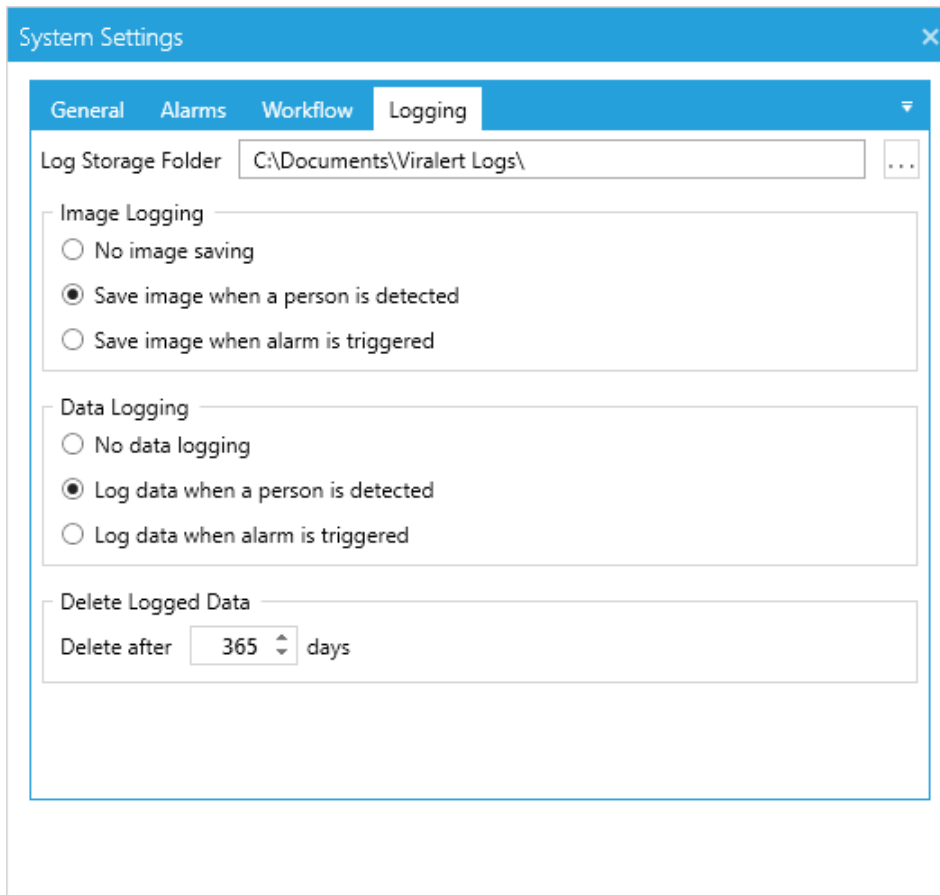 System Settings
General Alarms Workflow Logging
Log Storage Folder C:\Documents\Viralert Logs\ ...
Image Logging
No image saving
Save image when a person is detected
Save image when alarm is triggered
Data Logging
No data logging
Log data when a person is detected
Log data when alarm is triggered
Delete Logged Data
Delete after 365 days